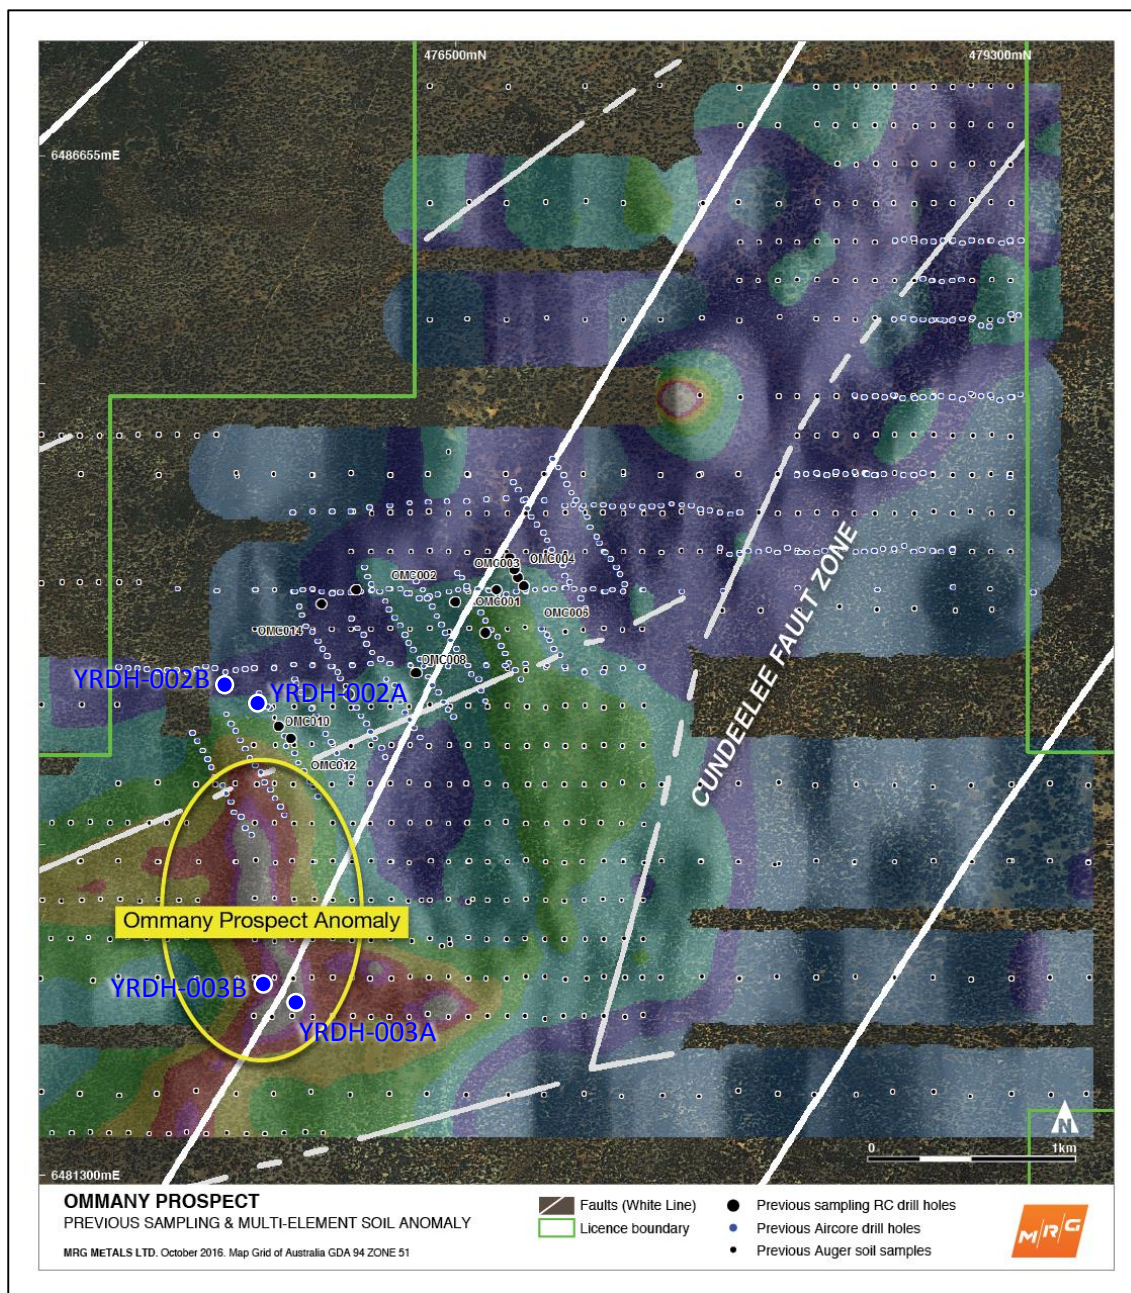 476500mN
479300mN
6486655mE
OMC003
OMC004
OMC002
OMC001
OMC006
OMC014
OMC008
YRDH-002B
YRDH-002A
OMC010
OMC012
CUNDEELEE FAULT ZONE
Ommany Prospect Anomaly
YRDH-003B
YRDH-003A
N
0 1km
6481300mE
OMMANY PROSPECT
PREVIOUS SAMPLING & MULTI-ELEMENT SOIL ANOMALY
MRG METALS LTD. October 2016. Map Grid of Australia GDA 94 ZONE 51
Faults (White Line)
Licence boundary
Previous sampling RC drill holes
Previous Aircore drill holes
Previous Auger soil samples
M/R/G